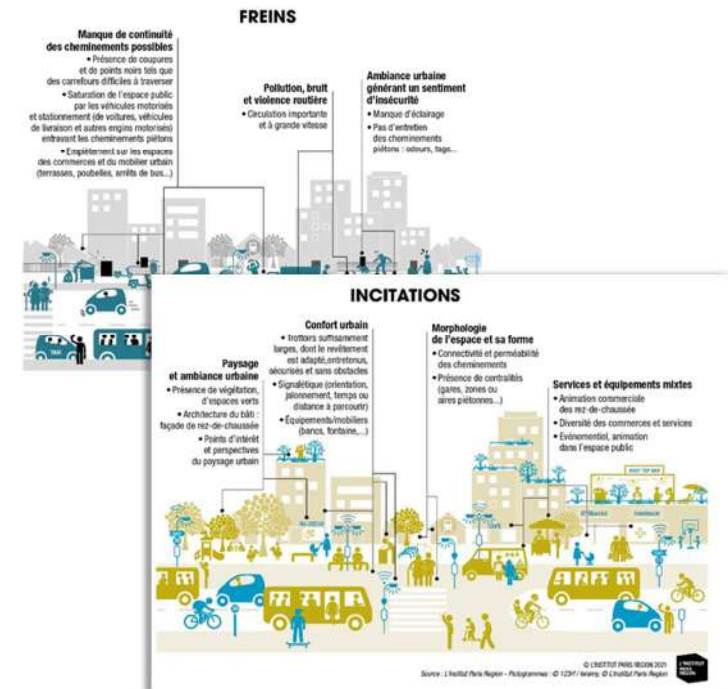 FREINS
Manque de continuité
des cheminements possibles
• Présence de coupures
et de points noirs tels que
des carrefours difficiles à traverser
• Saturation de l'espace public
par les véhicules motorisés
et stationnement (de voitures, véhicules
de livraison et autres engins motorisés)
entravant les cheminements piétons
• Empiètement sur les espaces
des commerces et du mobilier urbain
(terrasses, poubelles, arrêts de bus...)
Pollution, bruit
et violence routière
• Circulation importante
et à grande vitesse
Ambiance urbaine
générant un sentiment
d'insécurité
• Manque d'éclairage
• Pas d'entretien
des cheminements
piétons : odeurs, tags...
TAXI
INCITATIONS
Paysage
et ambiance urbaine
• Présence de végétation,
d'espaces verts
• Architecture du bâti :
façade de rez-de-chaussée
• Points d'intérêt
et perspectives
du paysage urbain
Confort urbain
• Trottoirs suffisamment
larges, dont le revêtement
est adapté, entretenus,
sécurisés et sans obstacles
• Signalétique (orientation,
jalonnement, temps ou
distance à parcourir)
• Équipements/mobiliers
(bancs, fontaine,...)
Morphologie
de l'espace et sa forme
• Connectivité et perméabilité
des cheminements
• Présence de centralités
(gares, zones ou
aires piétonnes...)
Services et équipements mixtes
• Animation commerciale
des rez-de-chaussée
• Diversité des commerces et services
• Evénementiel, animation
dans l'espace public
ROOF TOP BAR
CAFE
© L'INSTITUT PARIS REGION 2021
Source : L'Institut Paris Region - Pictogrammes : © 123rf / leremy, © L'Institut Paris Region
L'INSTITUT
PARIS
REGION